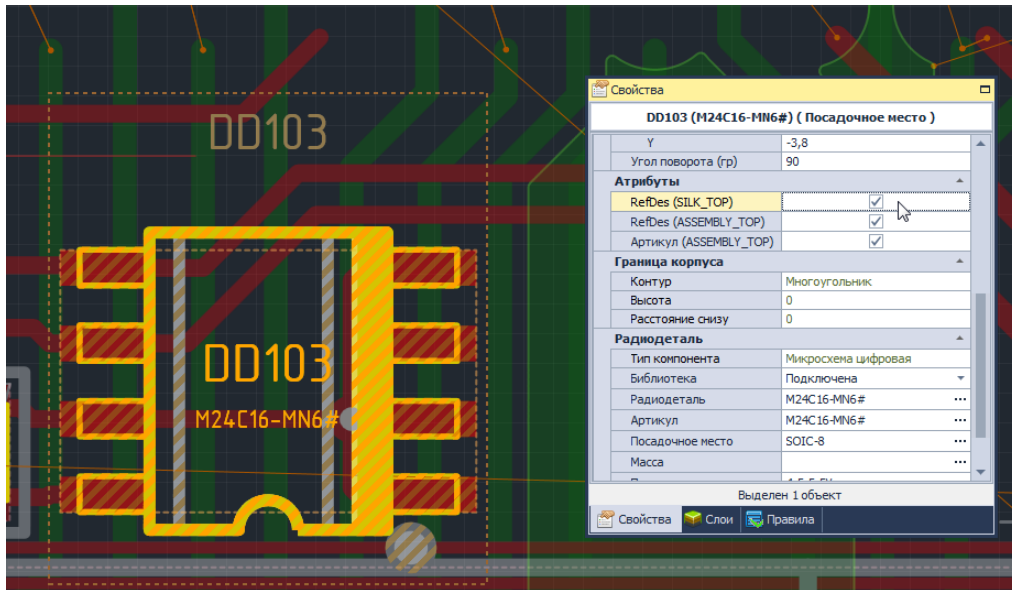 DD103
DD103
M24C16-MN6#
Свойства
DD103 (M24C16-MN6#) ( Посадочное место )
Y -3,8
Угол поворота (гр) 90
Атрибуты
RefDes (SILK_TOP)
RefDes (ASSEMBLY_TOP)
Артикул (ASSEMBLY_TOP)
Граница корпуса
Контур Многоугольник
Высота 0
Расстояние снизу 0
Радиодеталь
Тип компонента Микросхема цифровая
Библиотека Подключена
Радиодеталь M24C16-MN6# ...
Артикул M24C16-MN6# ...
Посадочное место SOIC-8 ...
Масса ...
Выделен 1 объект
Свойства Слои Правила